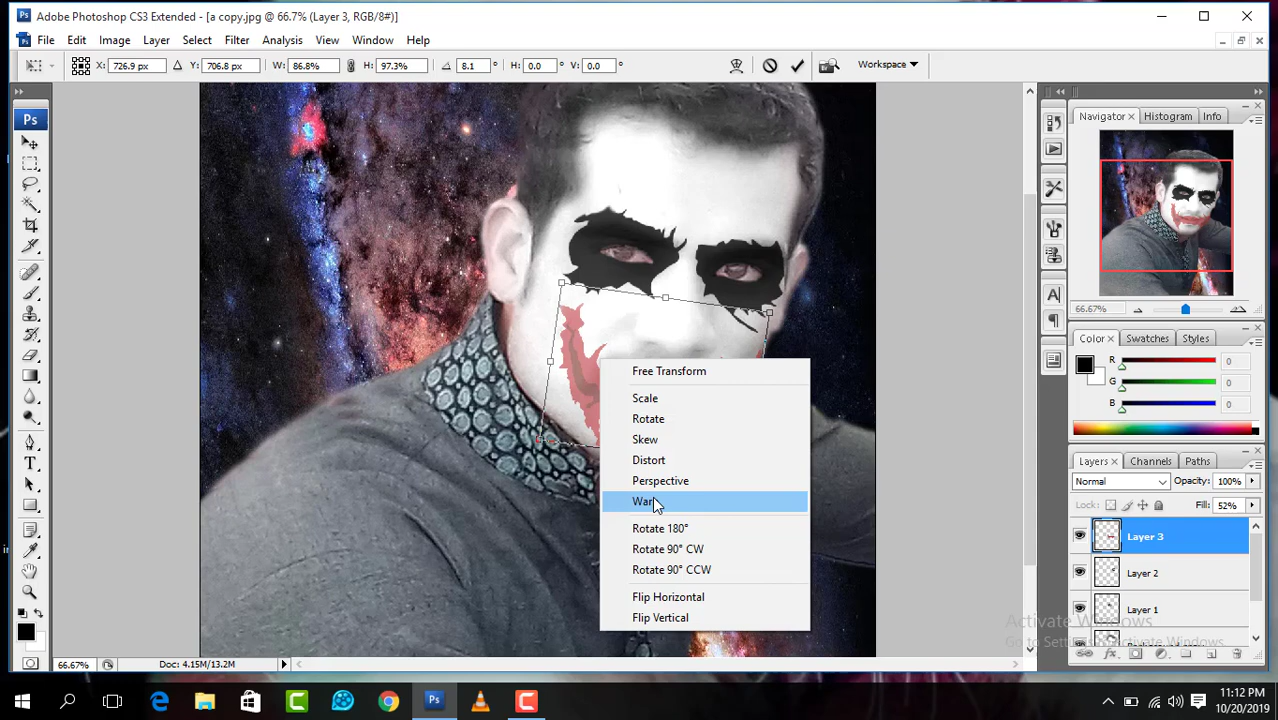 Ps Adobe Photoshop CS3 Extended - [a copy.jpg @ 66.7% (Layer 3, RGB/8#)]
File Edit Image Layer Select Filter Analysis View Window Help
X: 726.9 px Y: 706.8 px W: 86.8% H: 97.3% 8.1 ° H: 0.0 ° V: 0.0 ° Workspace
Ps
Navigator Histogram Info
66.67%
Color Swatches Styles
R 0
G 0
B 0
Free Transform
Scale
Rotate
Skew
Distort
Perspective
Rotate 180°
Rotate 90° CW
Rotate 90° CCW
Flip Horizontal
Flip Vertical
Layers Channels Paths
Normal Opacity: 100%
Lock: Fill: 52%
Layer 3
Layer 2
Layer 1
Activate Windows
66.67% Doc: 4.15M/13.2M
11:12 PM
10/20/2019